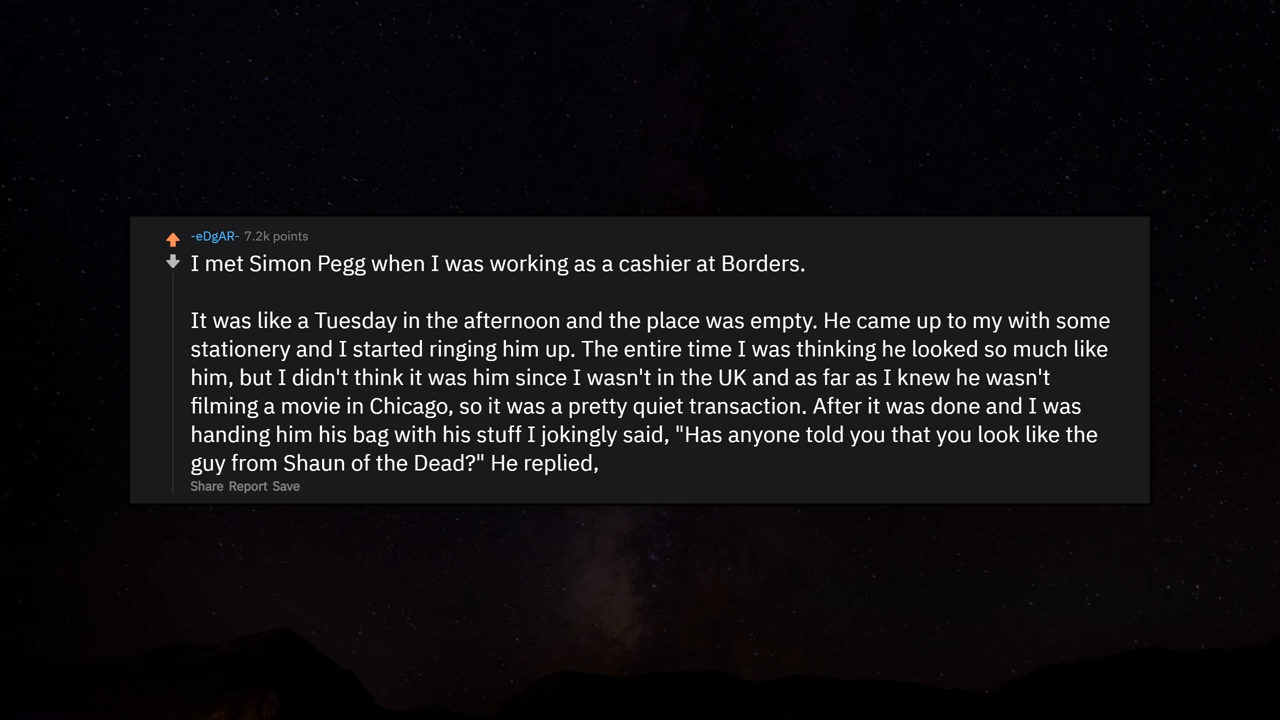 -eDgAR- 7.2k points
I met Simon Pegg when I was working as a cashier at Borders.
It was like a Tuesday in the afternoon and the place was empty. He came up to my with some
stationery and I started ringing him up. The entire time I was thinking he looked so much like
him, but I didn't think it was him since I wasn't in the UK and as far as I knew he wasn't
filming a movie in Chicago, so it was a pretty quiet transaction. After it was done and I was
handing him his bag with his stuff I jokingly said, "Has anyone told you that you look like the
guy from Shaun of the Dead?" He replied,
Share Report Save